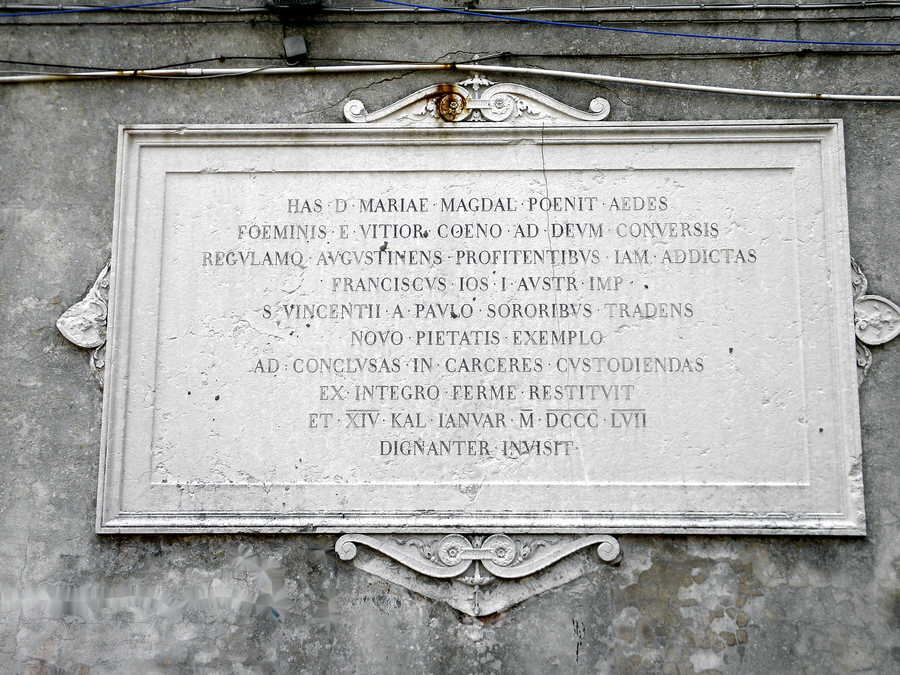 HAS · D · MARIAE · MAGDAL · POENIT · AEDES
FOEMINIS · E · VITIOR · COENO · AD · DEVM · CONVERSIS
REGVLAMQ · AVGVSTINENS · PROFITENTIBVS · IAM · ADDICTAS
FRANCISCVS · IOS · I · AVSTR · IMP ·
S · VINCENTII · A · PAVLO · SORORIBVS · TRADENS
NOVO · PIETATIS · EXEMPLO
AD · CONCLVSAS · IN · CARCERES · CVSTODIENDAS
EX · INTEGRO · FERME · RESTITVIT
ET · XIV · KAL · IANVAR · M · DCCC · LVII
DIGNANTER · INVISIT ·